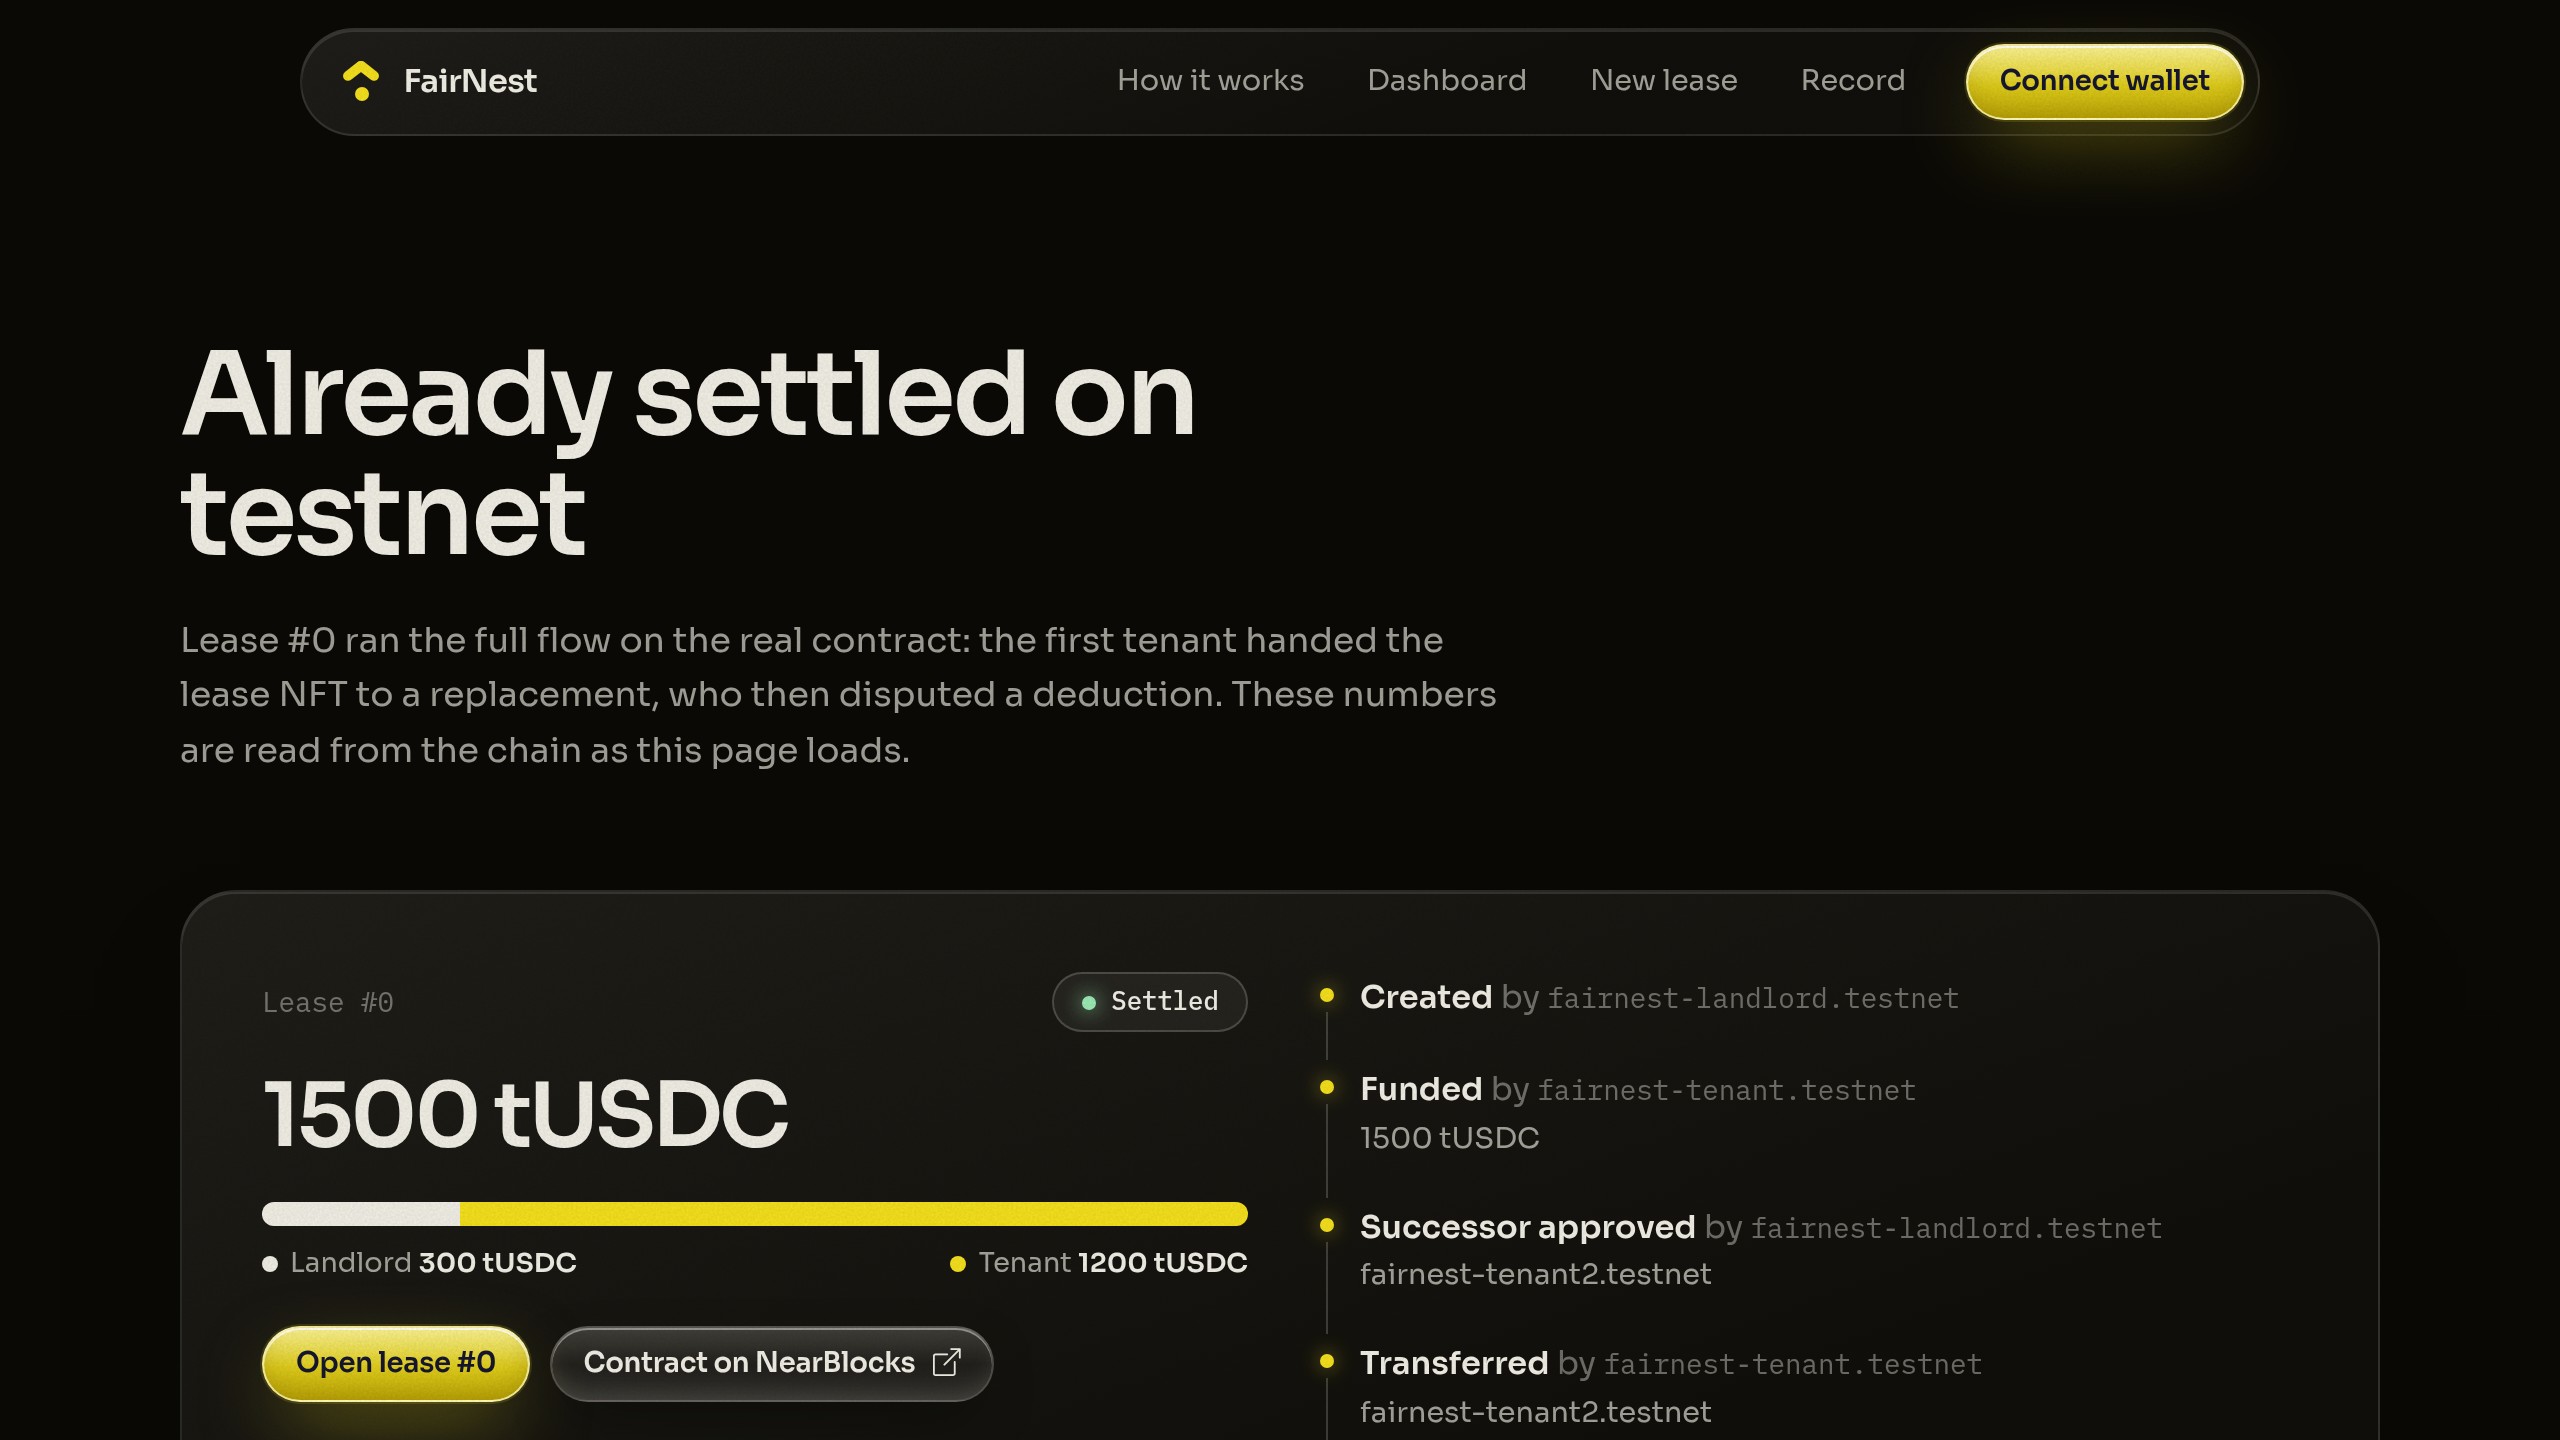 FairNest
How it works
Dashboard
New lease
Record
Connect wallet
Already settled on
testnet
Lease #0 ran the full flow on the real contract: the first tenant handed the
lease NFT to a replacement, who then disputed a deduction. These numbers
are read from the chain as this page loads.
Lease #0
Settled
1500 tUSDC
Landlord 300 tUSDC
Tenant 1200 tUSDC
Open lease #0
Contract on NearBlocks
Created by fairnest-landlord.testnet
Funded by fairnest-tenant.testnet
1500 tUSDC
Successor approved by fairnest-landlord.testnet
fairnest-tenant2.testnet
Transferred by fairnest-tenant.testnet
fairnest-tenant2.testnet